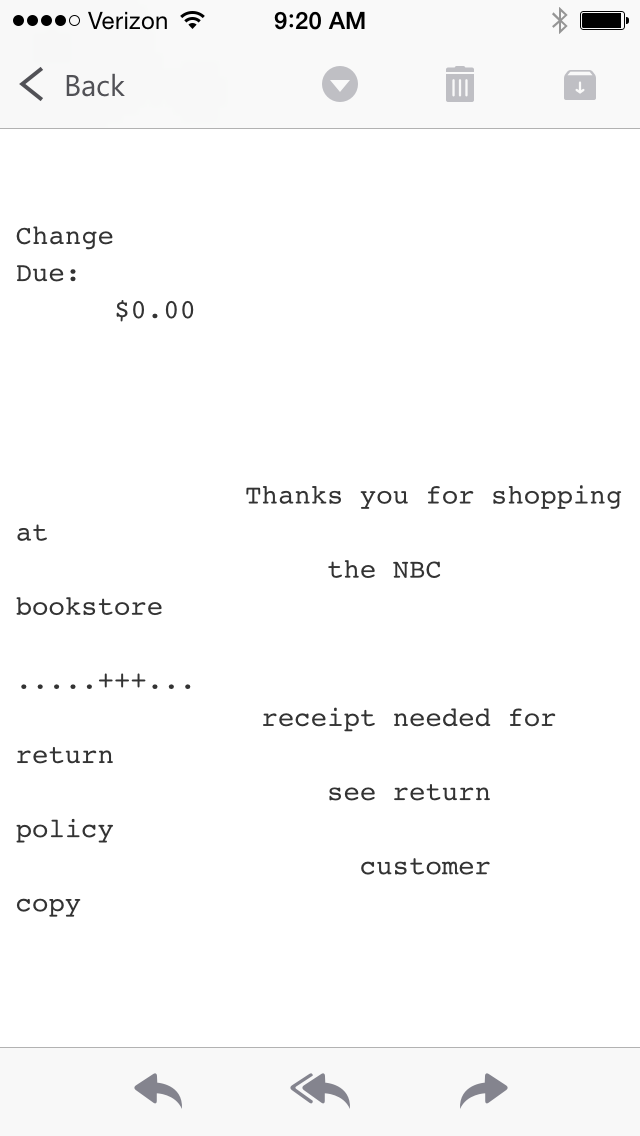 Verizon 9:20 AM
Back
Change
Due:
$0.00
Thanks you for shopping
at
the NBC
bookstore
.....+++...
receipt needed for
return
see return
policy
customer
copy